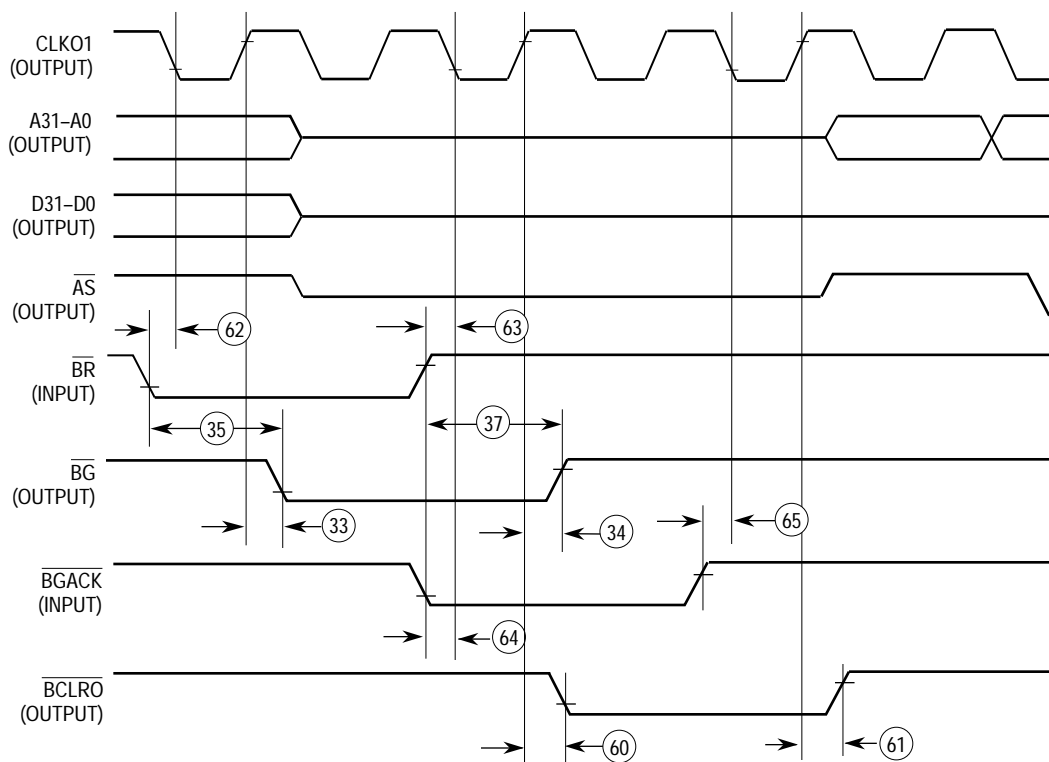 CLKO1
(OUTPUT)
A31–A0
(OUTPUT)
D31–D0
(OUTPUT)
AS
(OUTPUT)
62
63
BR
(INPUT)
35
37
BG
(OUTPUT)
33
34
65
BGACK
(INPUT)
64
BCLRO
(OUTPUT)
60
61